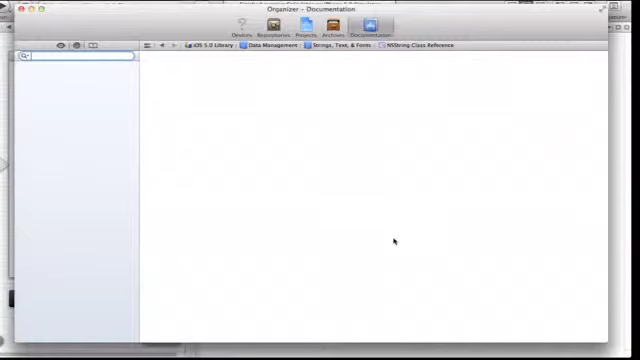 Organizer - Documentation
Devices Repositories Projects Archives Documentation
iOS 5.0 Library Data Management Strings, Text, & Fonts NSString Class Reference